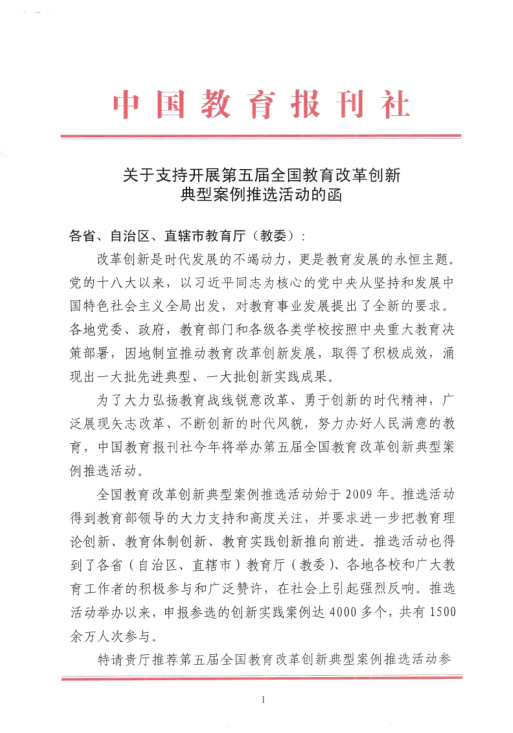 中国教育报刊社
关于支持开展第五届全国教育改革创新
典型案例推选活动的函
各省、自治区、直辖市教育厅（教委）：
改革创新是时代发展的不竭动力，更是教育发展的永恒主题。
党的十八大以来，以习近平同志为核心的党中央从坚持和发展中
国特色社会主义全局出发，对教育事业发展提出了全新的要求。
各地党委、政府，教育部门和各级各类学校按照中央重大教育决
策部署，因地制宜推动教育改革创新发展，取得了积极成效，涌
现出一大批先进典型、一大批创新实践成果。
为了大力弘扬教育战线锐意改革、勇于创新的时代精神，广
泛展现矢志改革、不断创新的时代风貌，努力办好人民满意的教
育，中国教育报刊社今年将举办第五届全国教育改革创新典型案
例推选活动。
全国教育改革创新典型案例推选活动始于 2009 年。推选活动
得到教育部领导的大力支持和高度关注，并要求进一步把教育理
论创新、教育体制创新、教育实践创新推向前进。推选活动也得
到了各省（自治区、直辖市）教育厅（教委）、各地各校和广大教
育工作者的积极参与和广泛赞许，在社会上引起强烈反响。推选
活动举办以来，申报参选的创新实践案例达 4000 多个，共有 1500
余万人次参与。
特请贵厅推荐第五届全国教育改革创新典型案例推选活动参
1